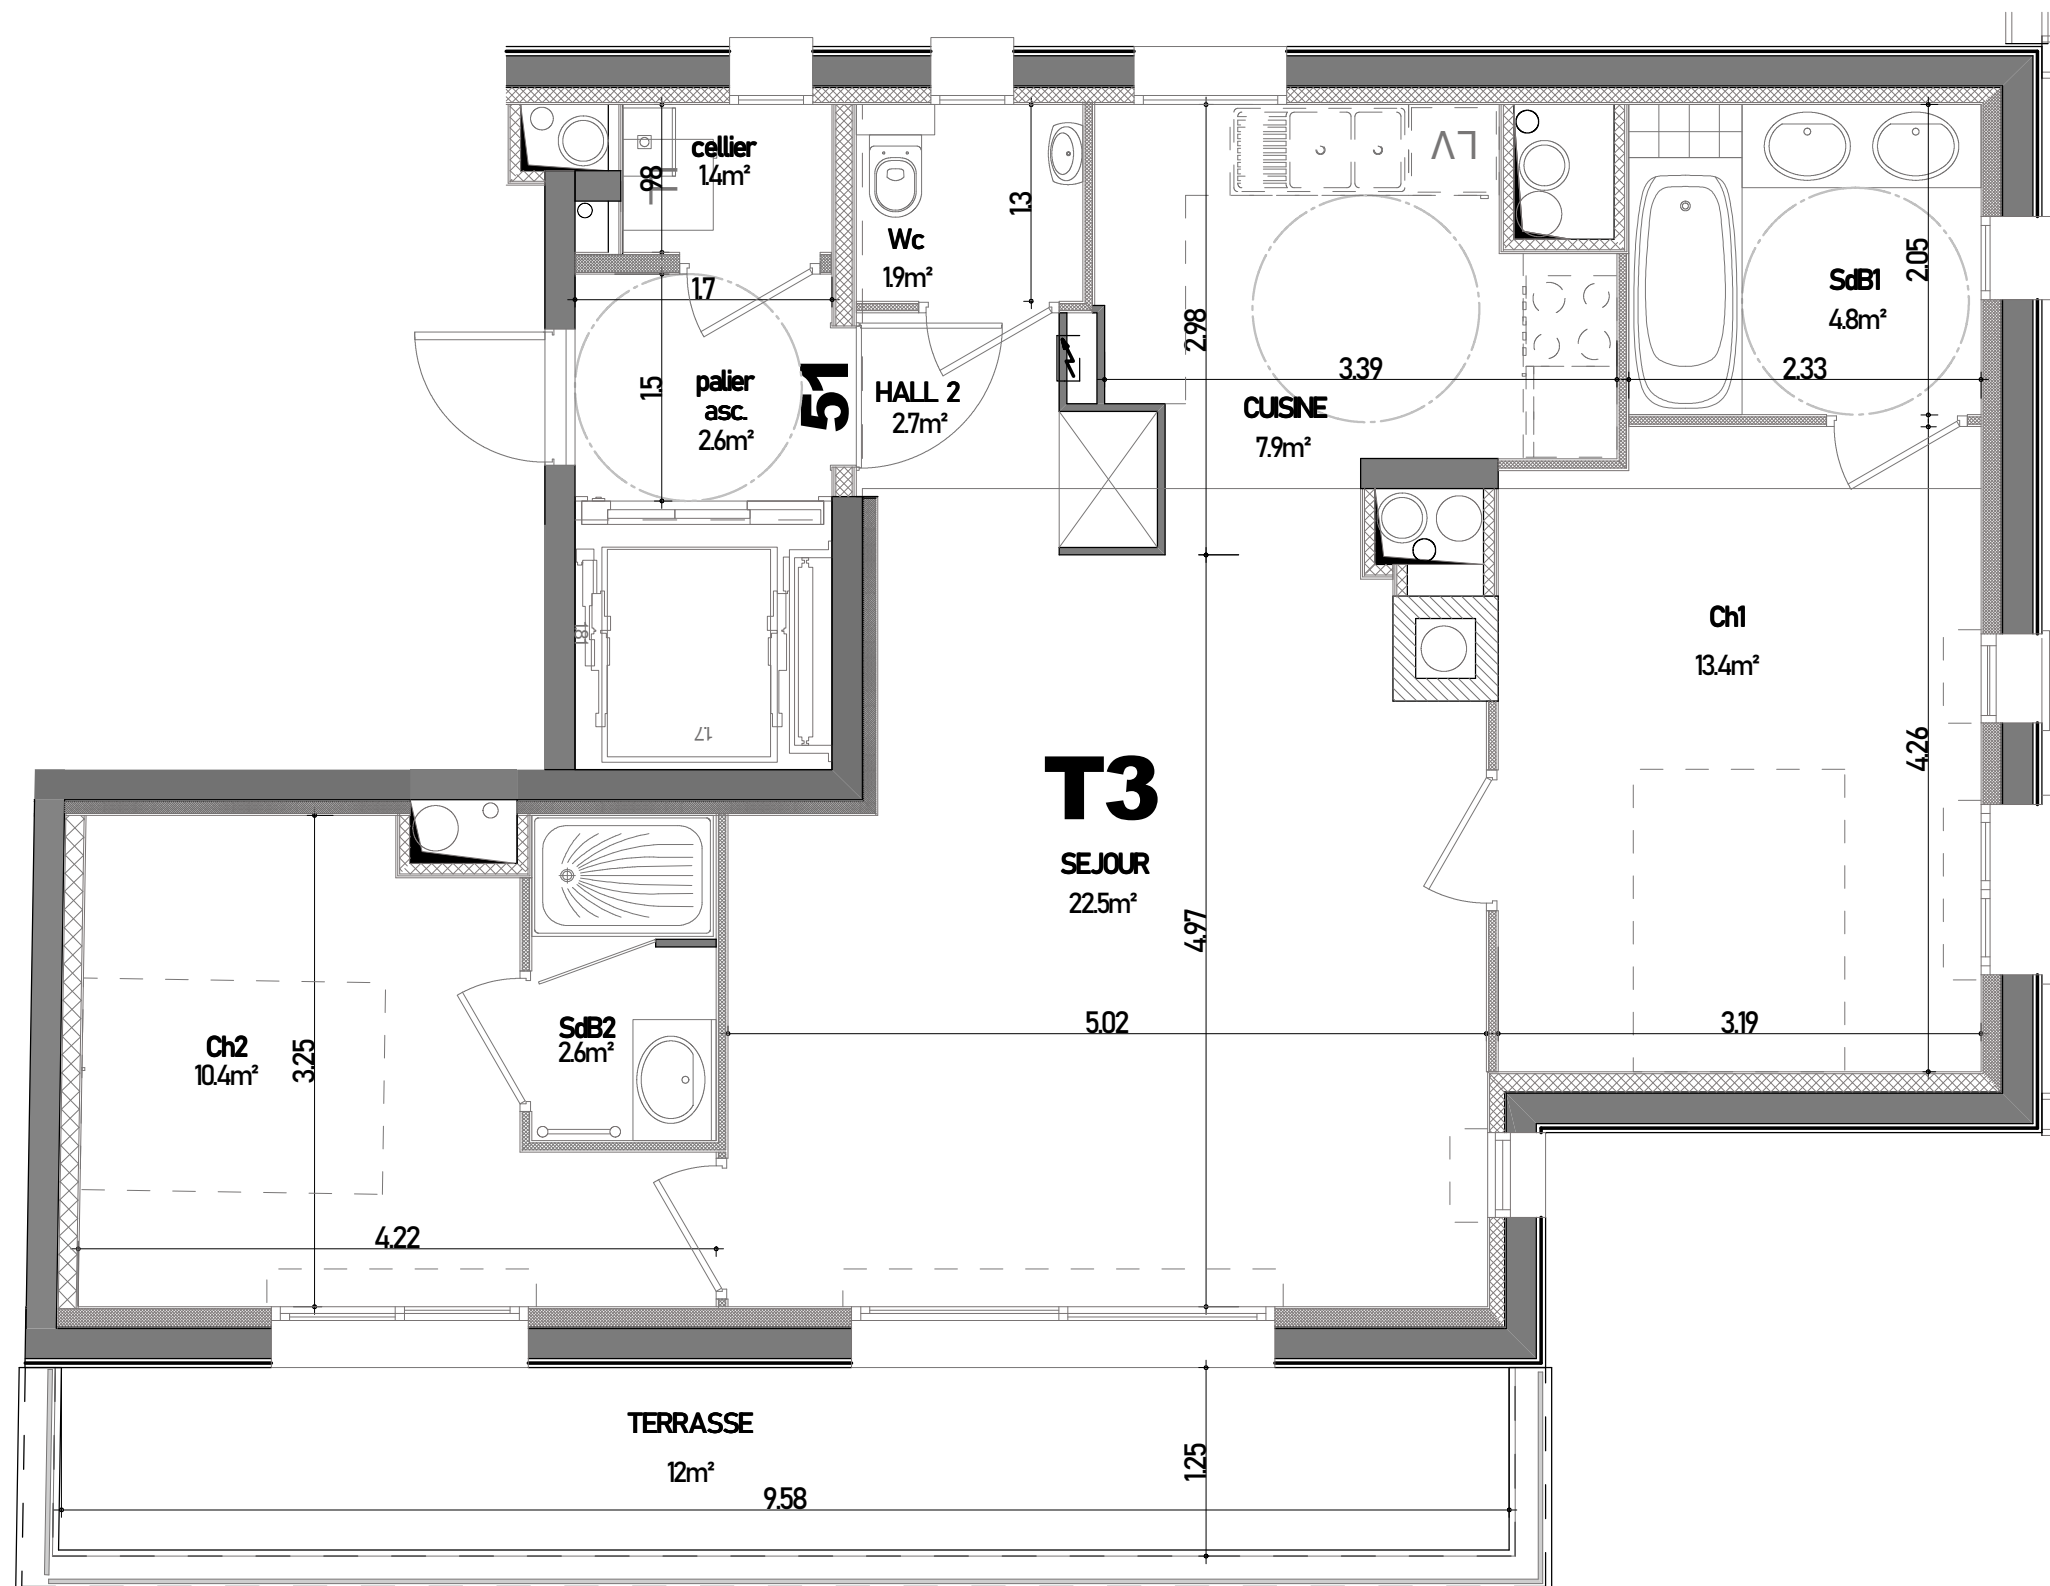 cellier
1.4m²
.98
Wc
1.9m²
1.3
LV
1.7
palier
asc.
2.6m²
1.5
51
HALL 2
2.7m²
2.98
3.39
CUISINE
7.9m²
SdB1
4.8m²
2.05
2.33
Ch1
13.4m²
4.26
3.19
.18
17
T3
SEJOUR
22.5m²
4.97
5.02
SdB2
2.6m²
Ch2
10.4m²
3.25
4.22
TERRASSE
12m²
9.58
1.25